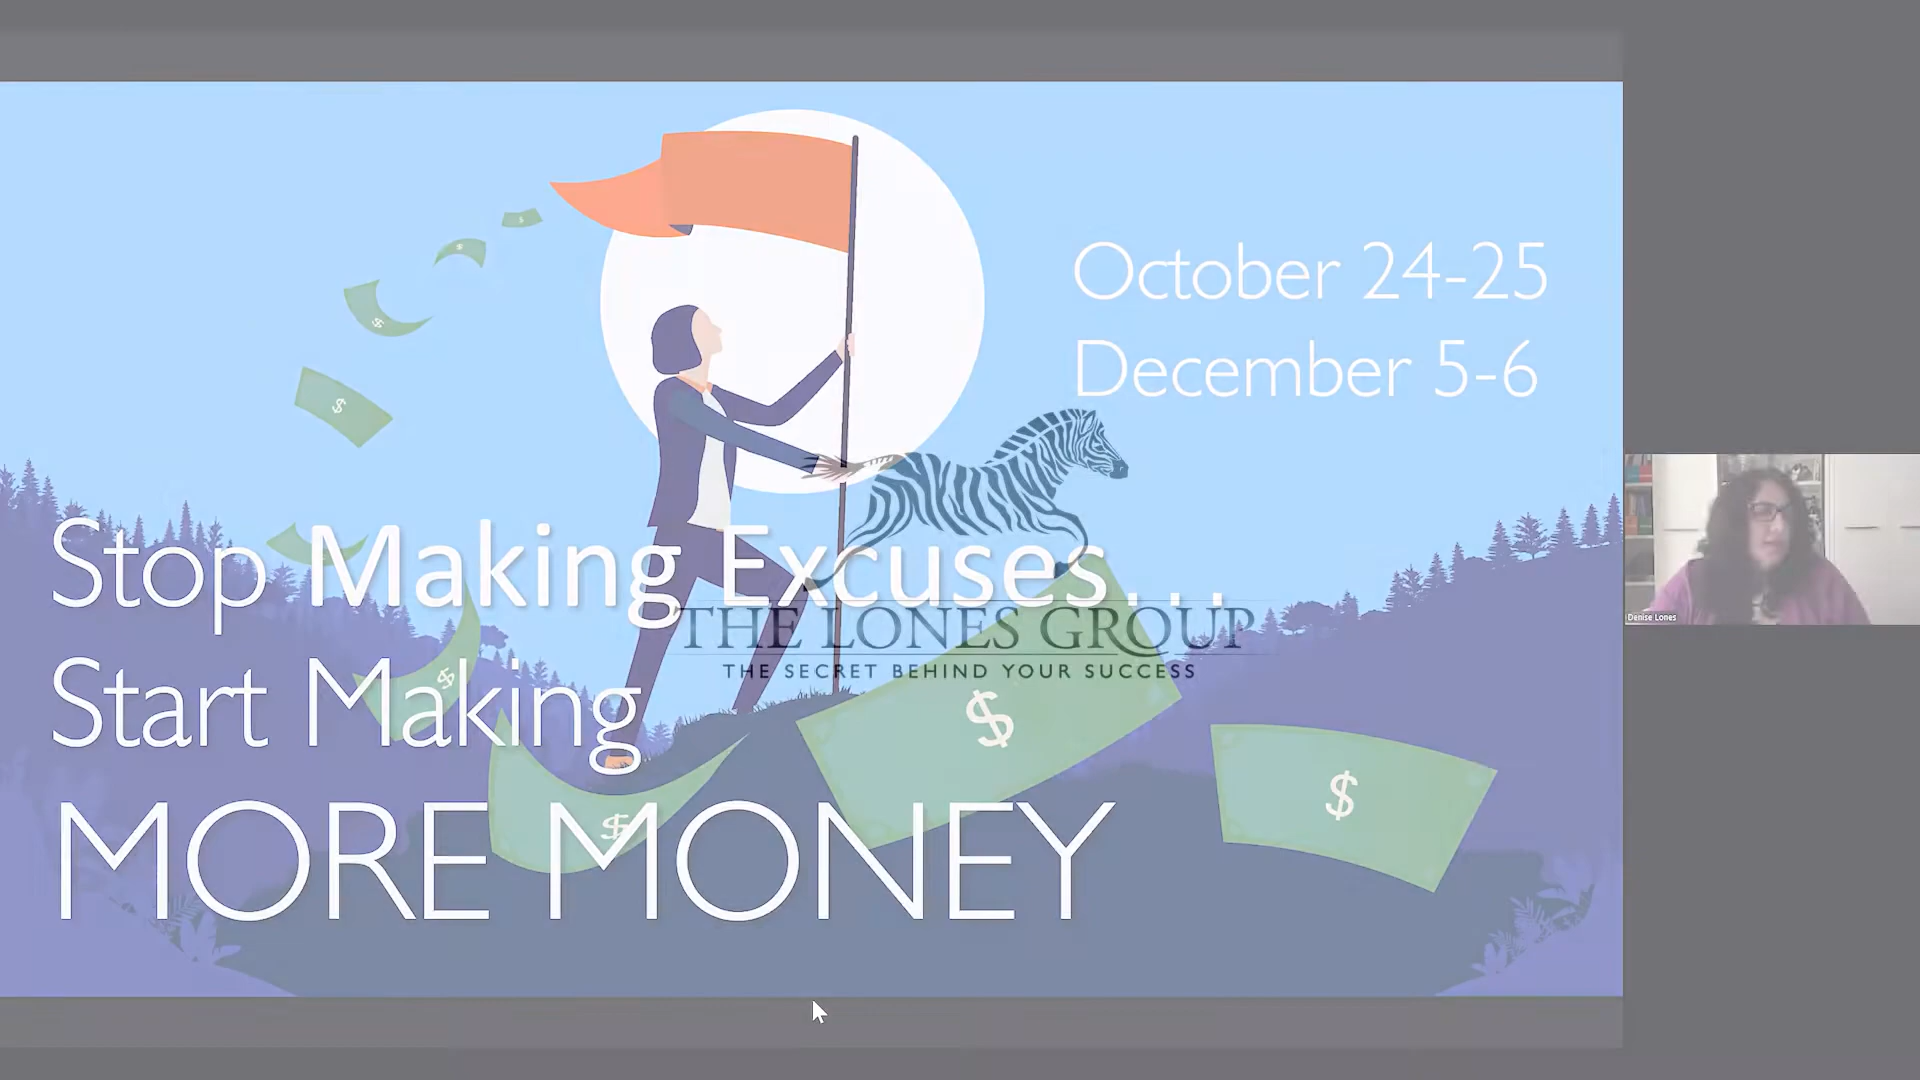 October 24-25
December 5-6
Stop Making Excuses...
Start Making
MORE MONEY
THE LONES GROUP
THE SECRET BEHIND YOUR SUCCESS
$
$
$
$
$
$
$
$
Denise Lones